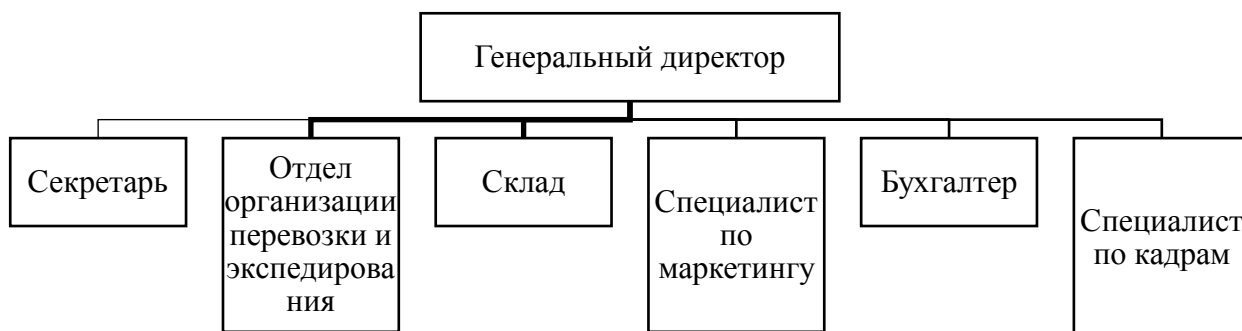 Генеральный директор
Секретарь
Отдел
организации
перевозки и
экспедирова
ния
Склад
Специалист
по
маркетингу
Бухгалтер
Специалист
по кадрам